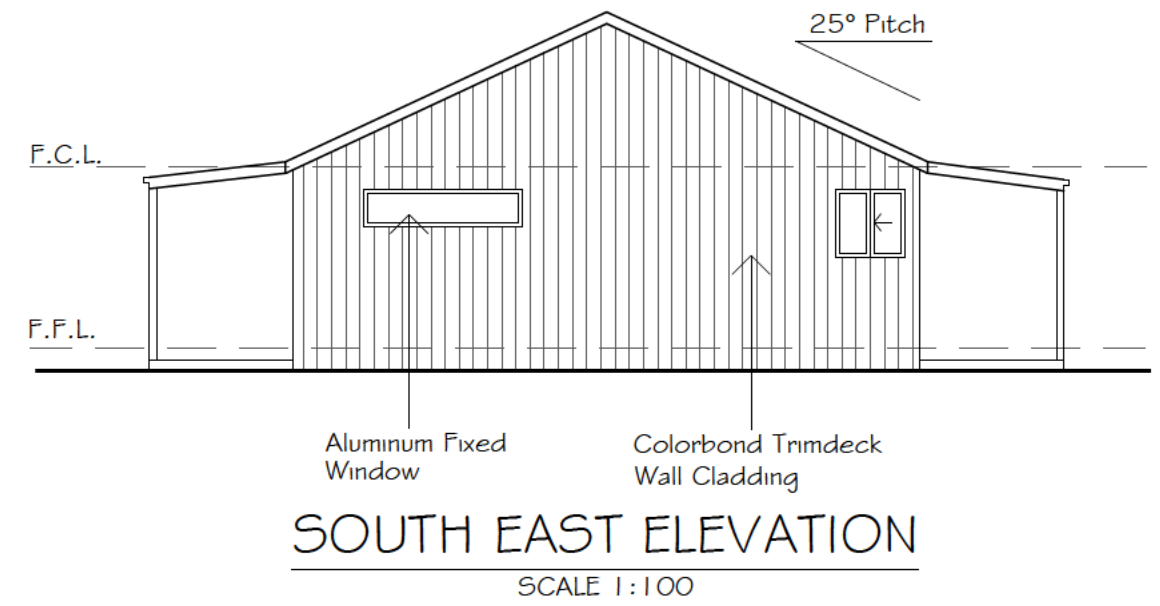 25° Pitch
F.C.L.
F.F.L.
Aluminum Fixed
Window
Colorbond Trimdeck
Wall Cladding
SOUTH EAST ELEVATION
SCALE 1:100